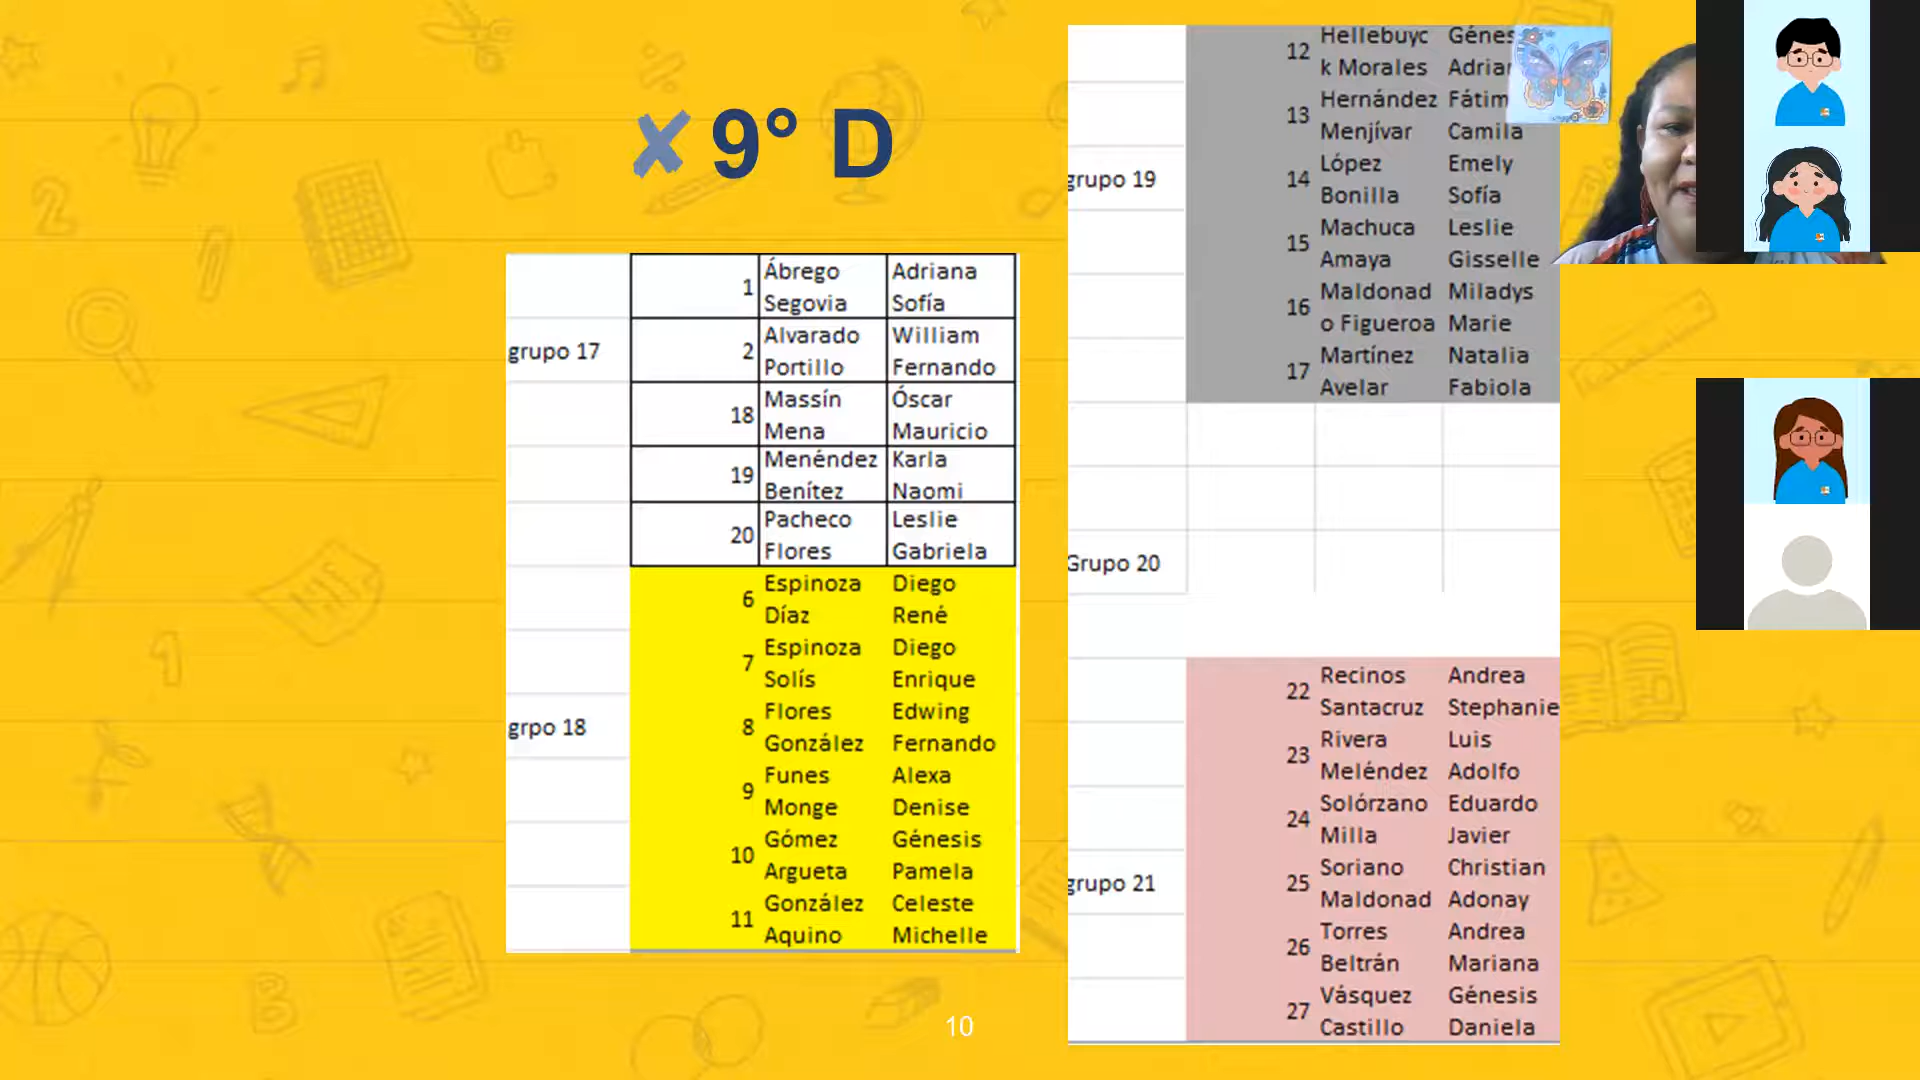 9° D
grupo 17
1 Ábrego Adriana
Segovia Sofía
2 Alvarado William
Portillo Fernando
18 Massín Óscar
Mena Mauricio
19 Menéndez Karla
Benítez Naomi
20 Pacheco Leslie
Flores Gabriela
grpo 18
6 Espinoza Diego
Díaz René
7 Espinoza Diego
Solís Enrique
8 Flores Edwing
González Fernando
9 Funes Alexa
Monge Denise
10 Gómez Génesis
Argueta Pamela
11 González Celeste
Aquino Michelle
grupo 19
12 Hellebuyc Génes
k Morales Adria
13 Hernández Fátim
Menjívar Camila
14 López Emely
Bonilla Sofía
15 Machuca Leslie
Amaya Gisselle
16 Maldonad Miladys
o Figueroa Marie
17 Martínez Natalia
Avelar Fabiola
Grupo 20
grupo 21
22 Recinos Andrea
Santacruz Stephanie
23 Rivera Luis
Meléndez Adolfo
24 Solórzano Eduardo
Milla Javier
25 Soriano Christian
Maldonad Adonay
26 Torres Andrea
Beltrán Mariana
27 Vásquez Génesis
Castillo Daniela
10